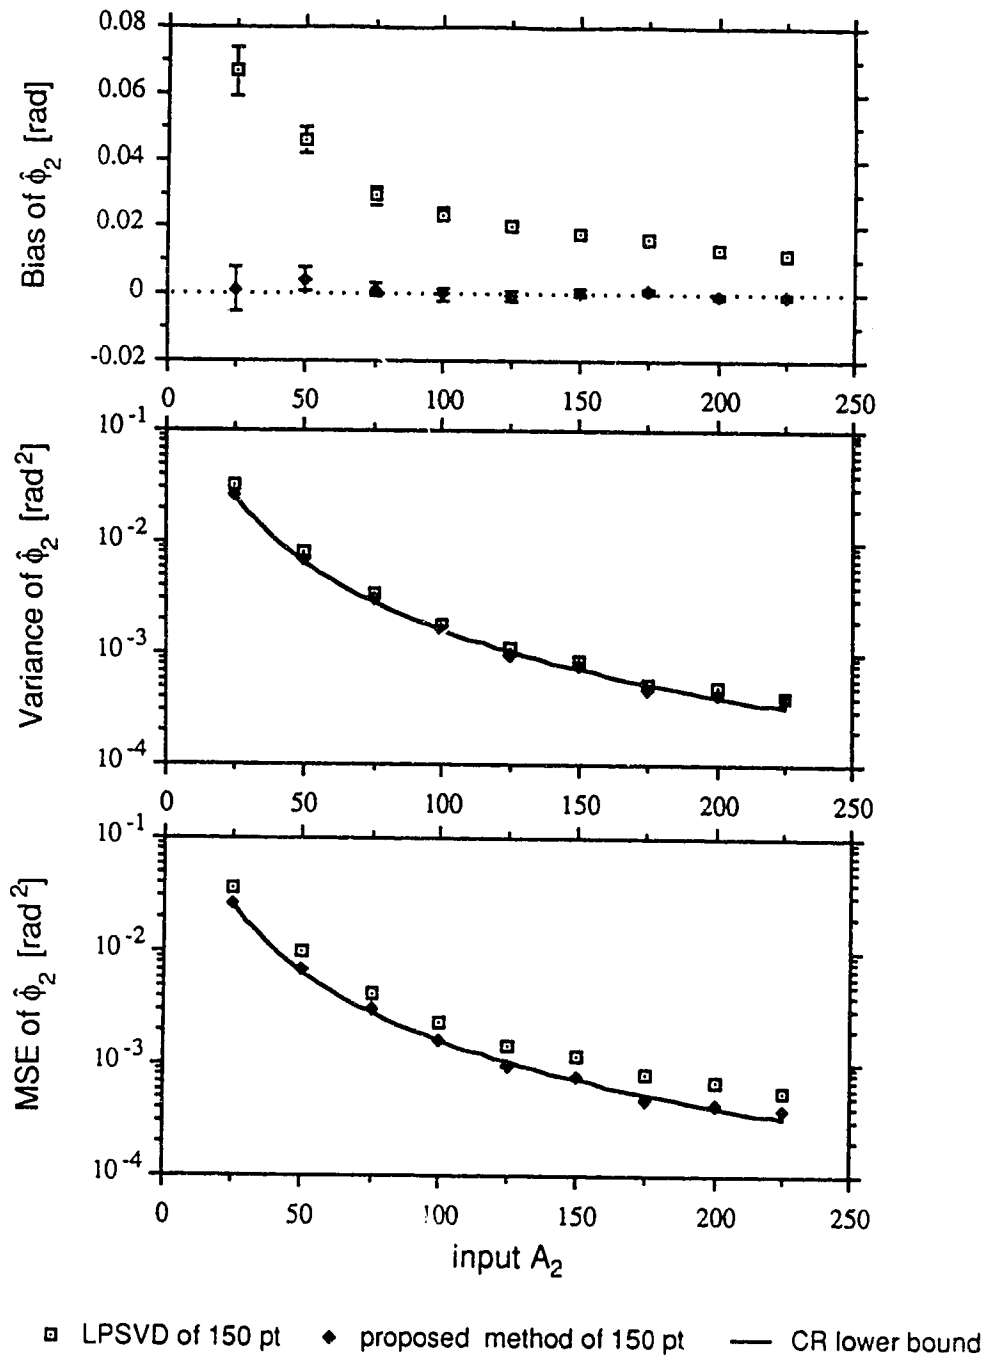 0.08
0.06
0.04
0.02
0
-0.02
Bias of φ̂₂ [rad]
0 50 100 150 200 250
10⁻¹
10⁻²
10⁻³
10⁻⁴
Variance of φ̂₂ [rad²]
0 50 100 150 200 250
10⁻¹
10⁻²
10⁻³
10⁻⁴
MSE of φ̂₂ [rad²]
0 50 100 150 200 250
input A₂
LPSVD of 150 pt proposed method of 150 pt CR lower bound